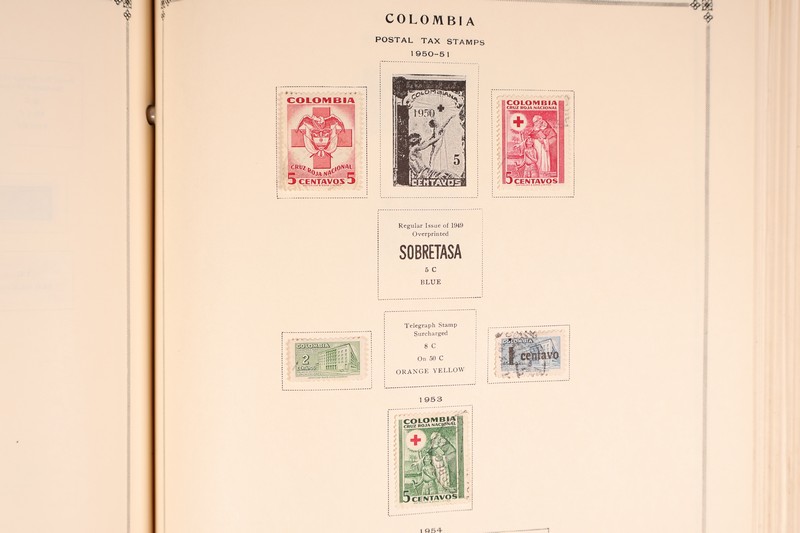 COLOMBIA
POSTAL TAX STAMPS
1950-51
COLOMBIA
CRUZ ROJA NACIONAL
5 CENTAVOS 5
COLOMBIANA
1950
5
CENTAVOS
COLOMBIA
CRUZ ROJA NACIONAL
5 CENTAVOS
Regular Issue of 1949
Overprinted
SOBRETASA
5 C
BLUE
COLOMBIA
2
Telegraph Stamp
Surcharged
8 C
On 50 C
ORANGE YELLOW
COLOMBIA
1 centavo
1953
COLOMBIA
CRUZ ROJA NACIONAL
5 CENTAVOS
1954